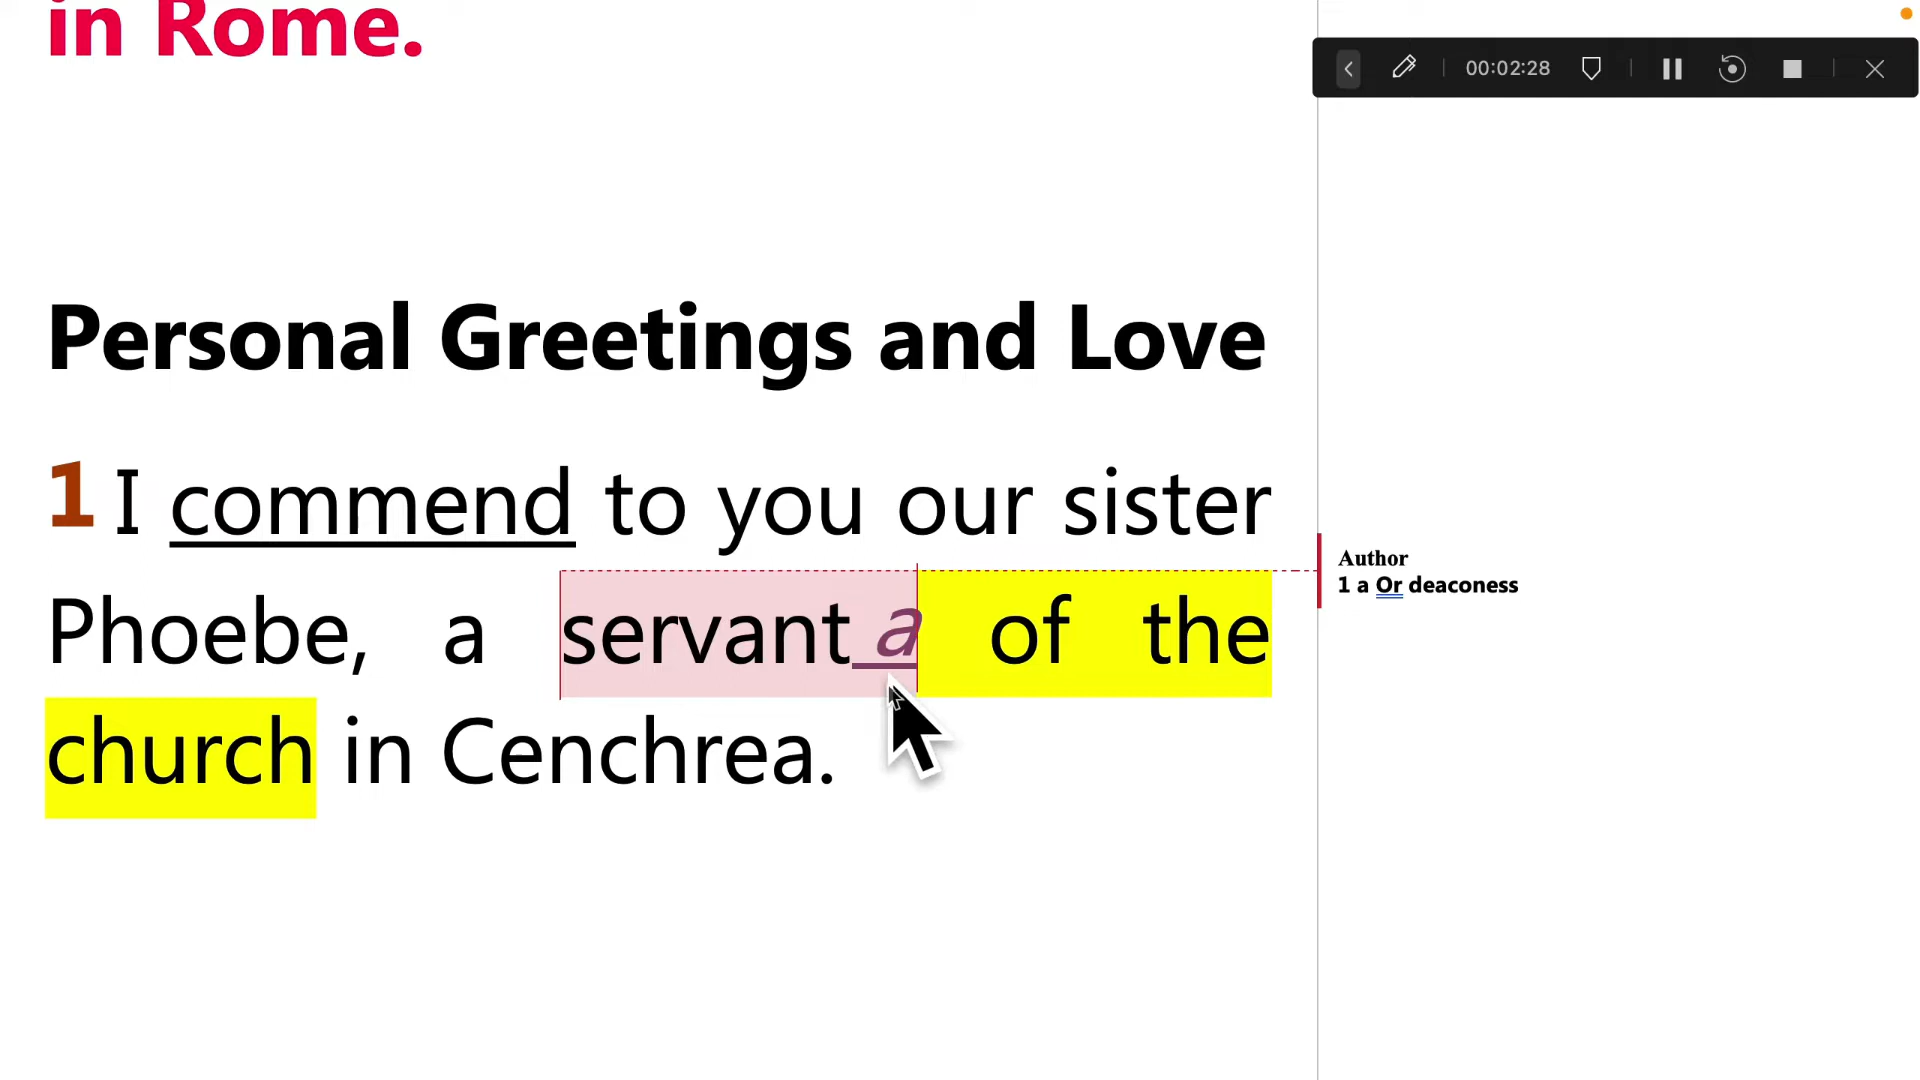 in Rome.
00:02:28
Personal Greetings and Love
1 I commend to you our sister
Phoebe, a servant a of the
church in Cenchrea.
Author
1 a Or deaconess